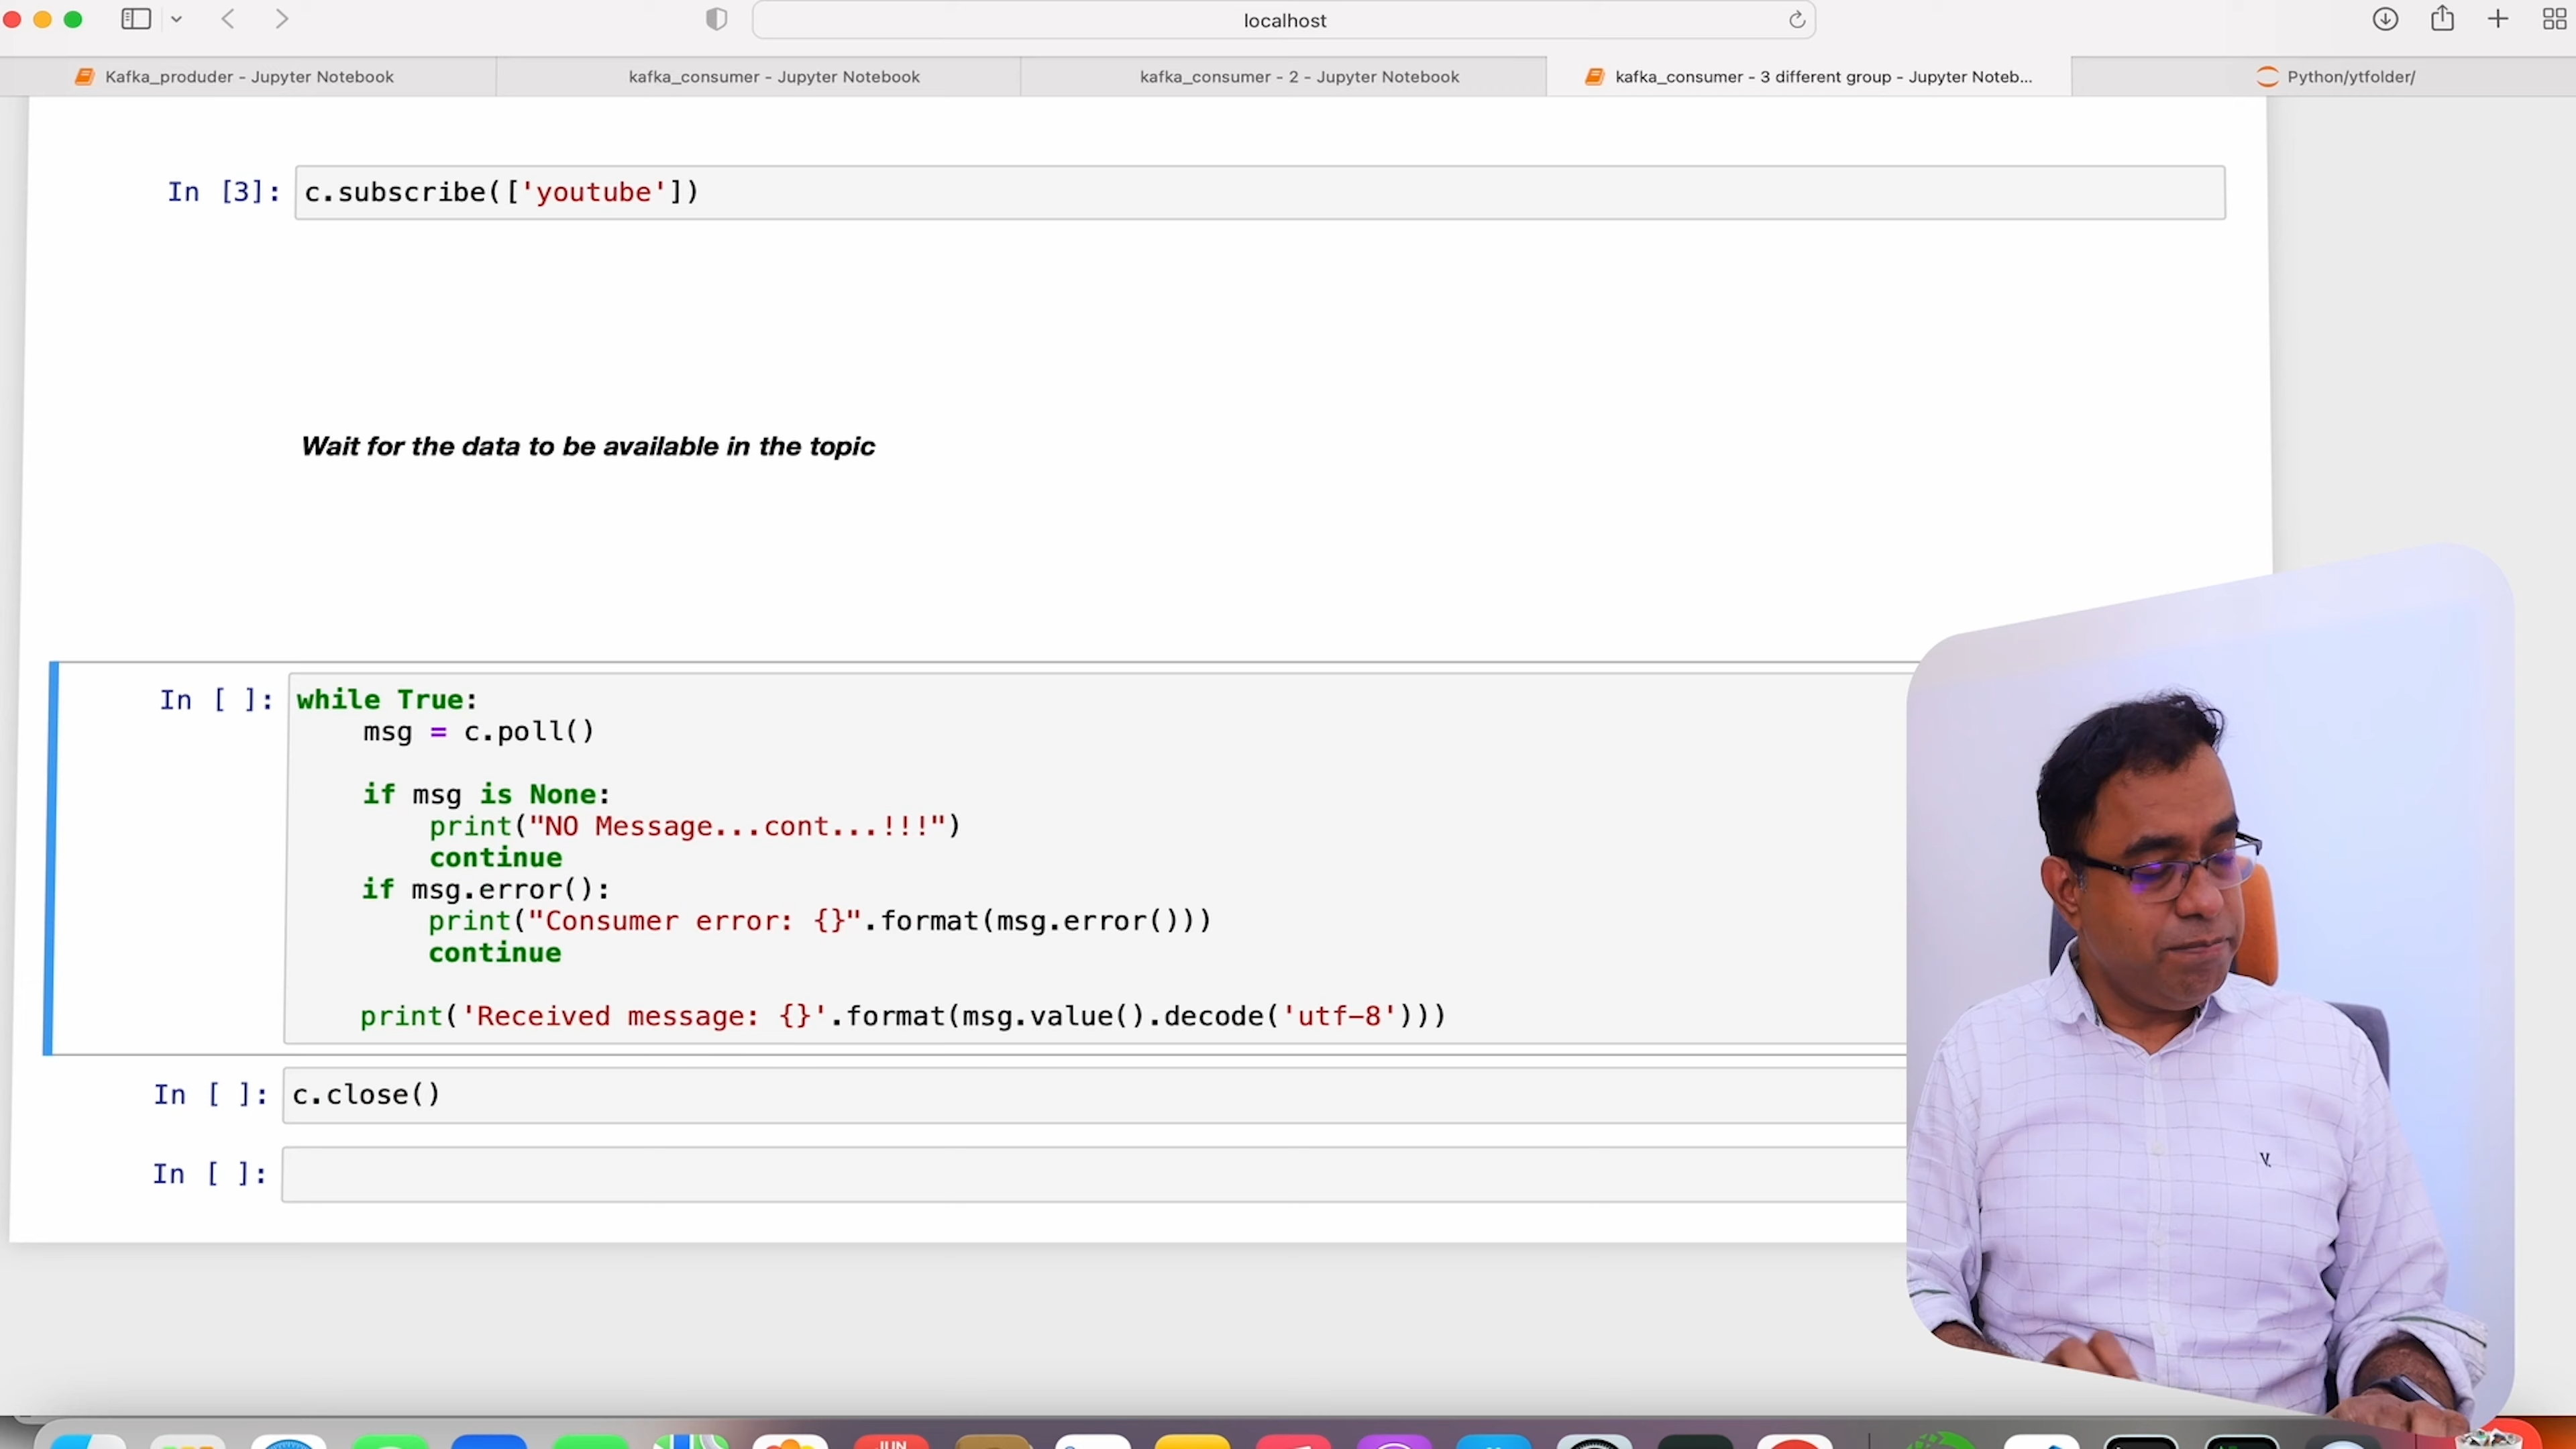 localhost
Kafka_produder - Jupyter Notebook
kafka_consumer - Jupyter Notebook
kafka_consumer - 2 - Jupyter Notebook
kafka_consumer - 3 different group - Jupyter Noteb...
Python/ytfolder/
In [3]: c.subscribe(['youtube'])
Wait for the data to be available in the topic
In [ ]: while True:
msg = c.poll()
if msg is None:
print("NO Message...cont...!!!")
continue
if msg.error():
print("Consumer error: {}".format(msg.error()))
continue
print('Received message: {}'.format(msg.value().decode('utf-8')))
In [ ]: c.close()
In [ ]:
JUN